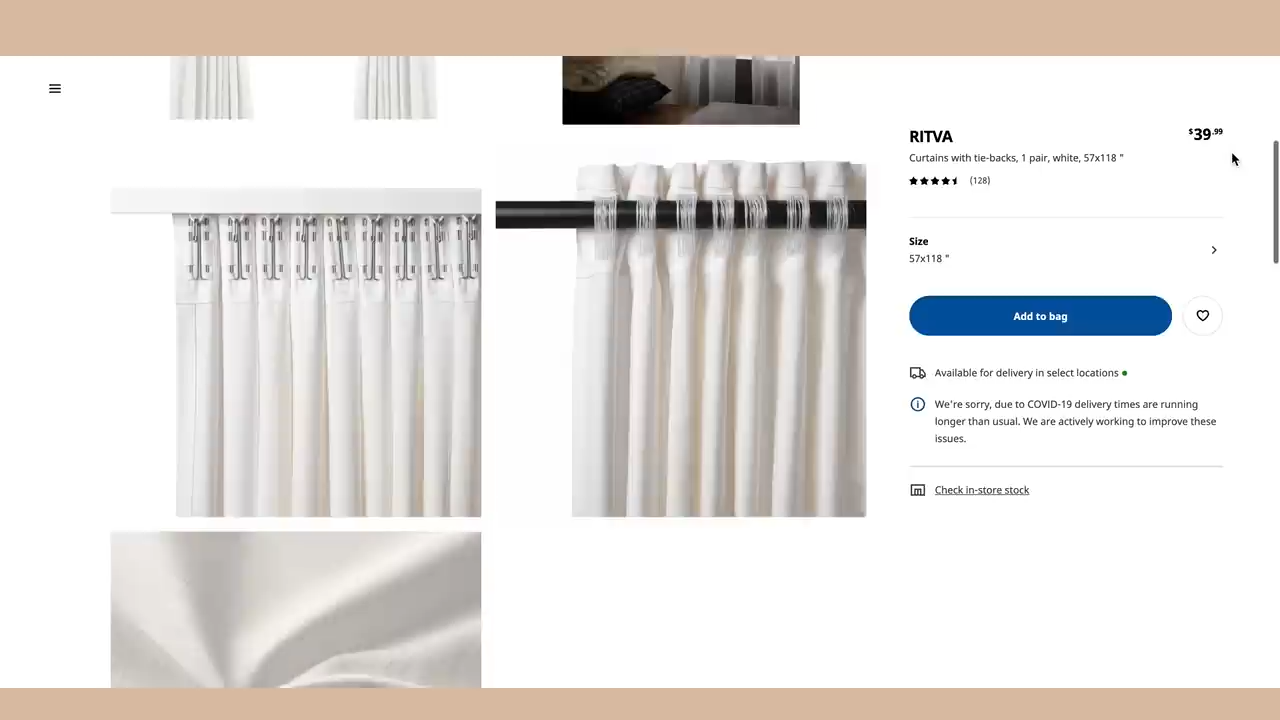 RITVA
$39.99
Curtains with tie-backs, 1 pair, white, 57x118 "
(128)
Size
57x118 "
Add to bag
Available for delivery in select locations
We're sorry, due to COVID-19 delivery times are running
longer than usual. We are actively working to improve these
issues.
Check in-store stock